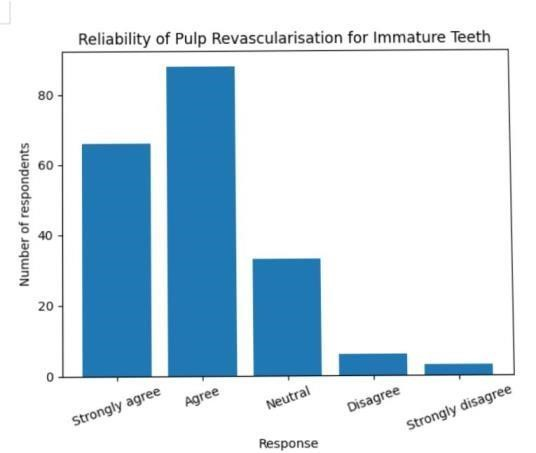 Reliability of Pulp Revascularisation for Immature Teeth
Number of respondents
80
60
40
20
0
Strongly agree
Agree
Neutral
Disagree
Strongly disagree
Response